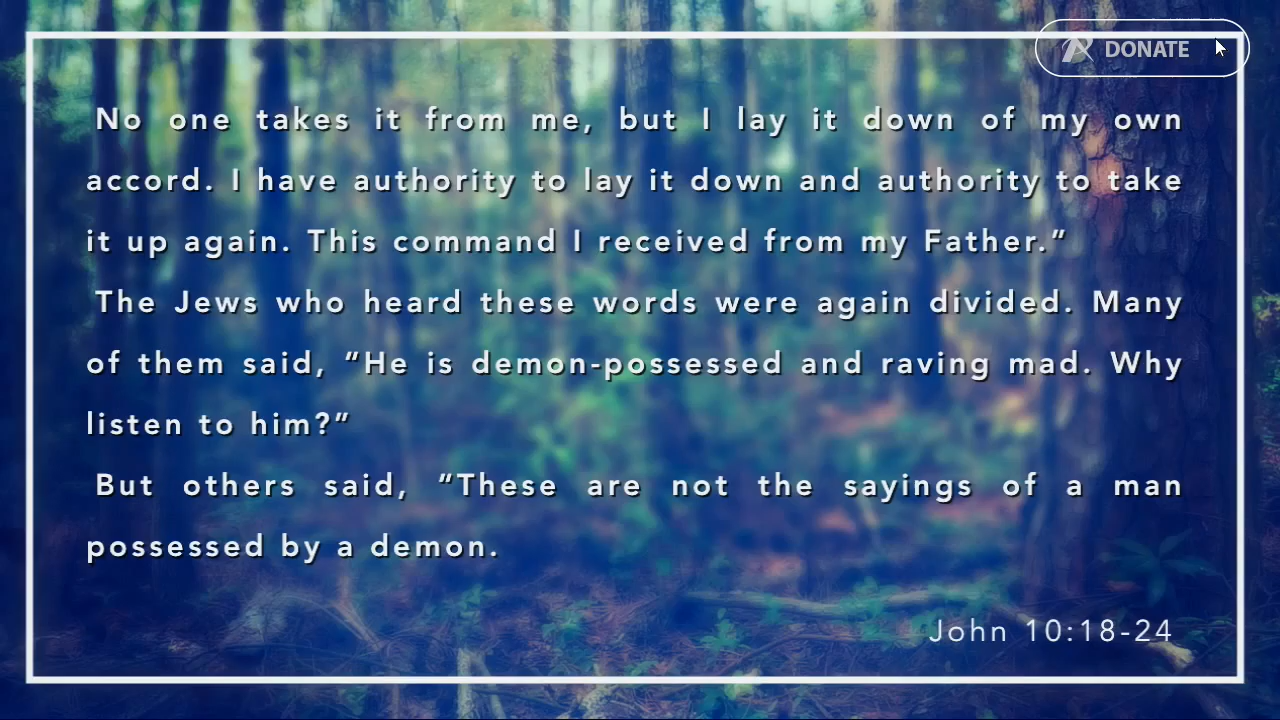 DONATE
No one takes it from me, but I lay it down of my own
accord. I have authority to lay it down and authority to take
it up again. This command I received from my Father.”
The Jews who heard these words were again divided. Many
of them said, “He is demon-possessed and raving mad. Why
listen to him?”
But others said, “These are not the sayings of a man
possessed by a demon.
John 10:18-24